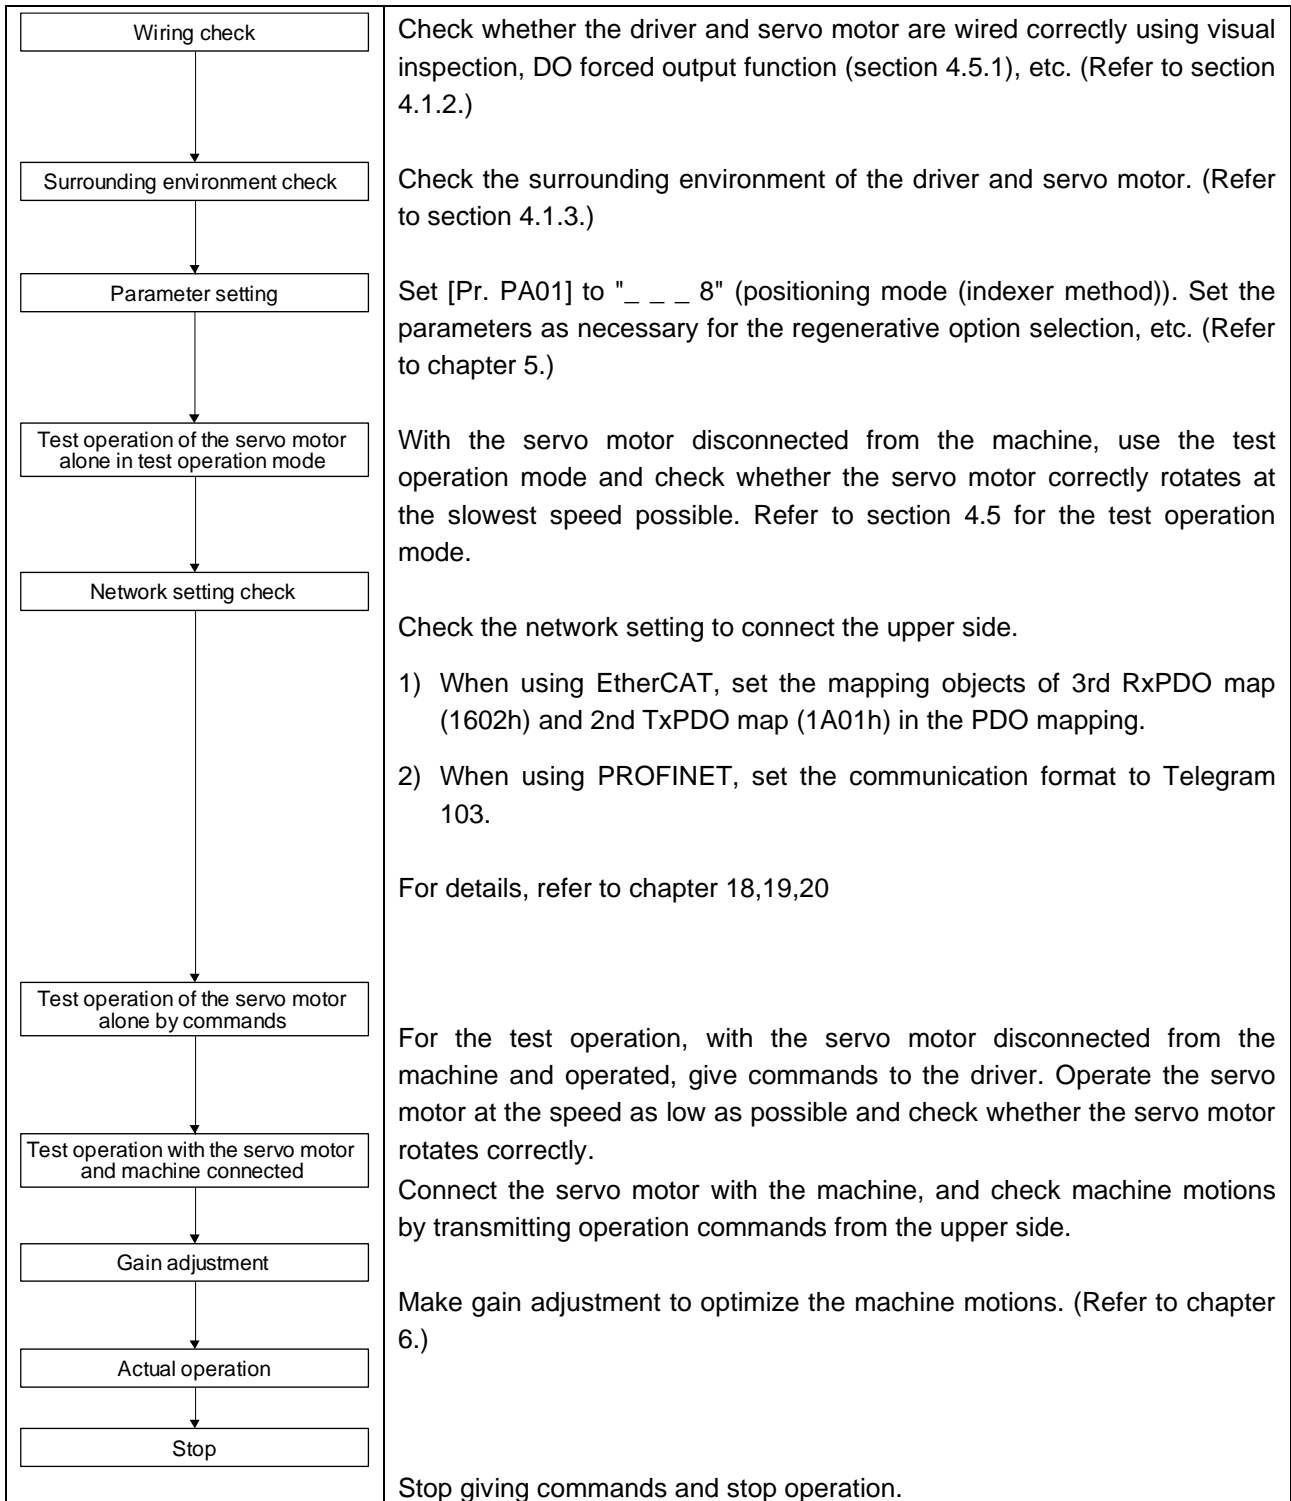 Wiring check
Check whether the driver and servo motor are wired correctly using visual
inspection, DO forced output function (section 4.5.1), etc. (Refer to section
4.1.2.)
Surrounding environment check
Check the surrounding environment of the driver and servo motor. (Refer
to section 4.1.3.)
Parameter setting
Set [Pr. PA01] to "_ _ _ 8" (positioning mode (indexer method)). Set the
parameters as necessary for the regenerative option selection, etc. (Refer
to chapter 5.)
Test operation of the servo motor
alone in test operation mode
With the servo motor disconnected from the machine, use the test
operation mode and check whether the servo motor correctly rotates at
the slowest speed possible. Refer to section 4.5 for the test operation
mode.
Network setting check
Check the network setting to connect the upper side.
1) When using EtherCAT, set the mapping objects of 3rd RxPDO map
(1602h) and 2nd TxPDO map (1A01h) in the PDO mapping.
2) When using PROFINET, set the communication format to Telegram
103.
For details, refer to chapter 18,19,20
Test operation of the servo motor
alone by commands
For the test operation, with the servo motor disconnected from the
machine and operated, give commands to the driver. Operate the servo
motor at the speed as low as possible and check whether the servo motor
rotates correctly.
Test operation with the servo motor
and machine connected
Connect the servo motor with the machine, and check machine motions
by transmitting operation commands from the upper side.
Gain adjustment
Make gain adjustment to optimize the machine motions. (Refer to chapter
6.)
Actual operation
Stop
Stop giving commands and stop operation.